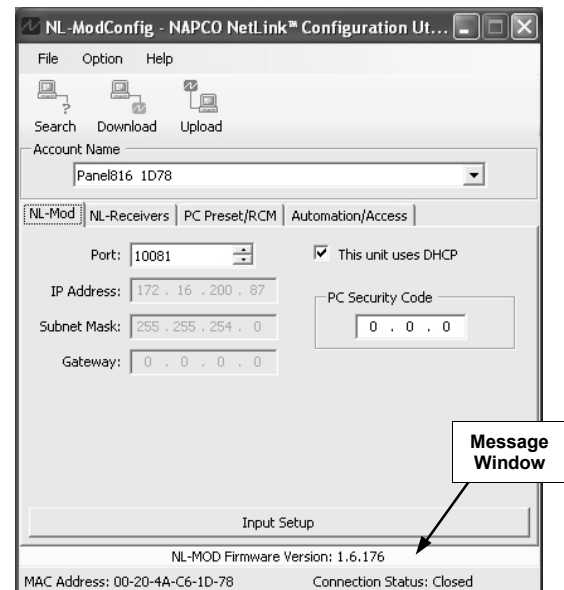 NL-ModConfig - NAPCO NetLink™ Configuration Ut...
File Option Help
?
Search Download Upload
Account Name
Panel816 1D78
NL-Mod NL-Receivers PC Preset/RCM Automation/Access
Port: 10081
This unit uses DHCP
IP Address: 172 . 16 . 200 . 87
PC Security Code
0 . 0 . 0
Subnet Mask: 255 . 255 . 254 . 0
Gateway: 0 . 0 . 0 . 0
Message
Window
Input Setup
NL-MOD Firmware Version: 1.6.176
MAC Address: 00-20-4A-C6-1D-78 Connection Status: Closed